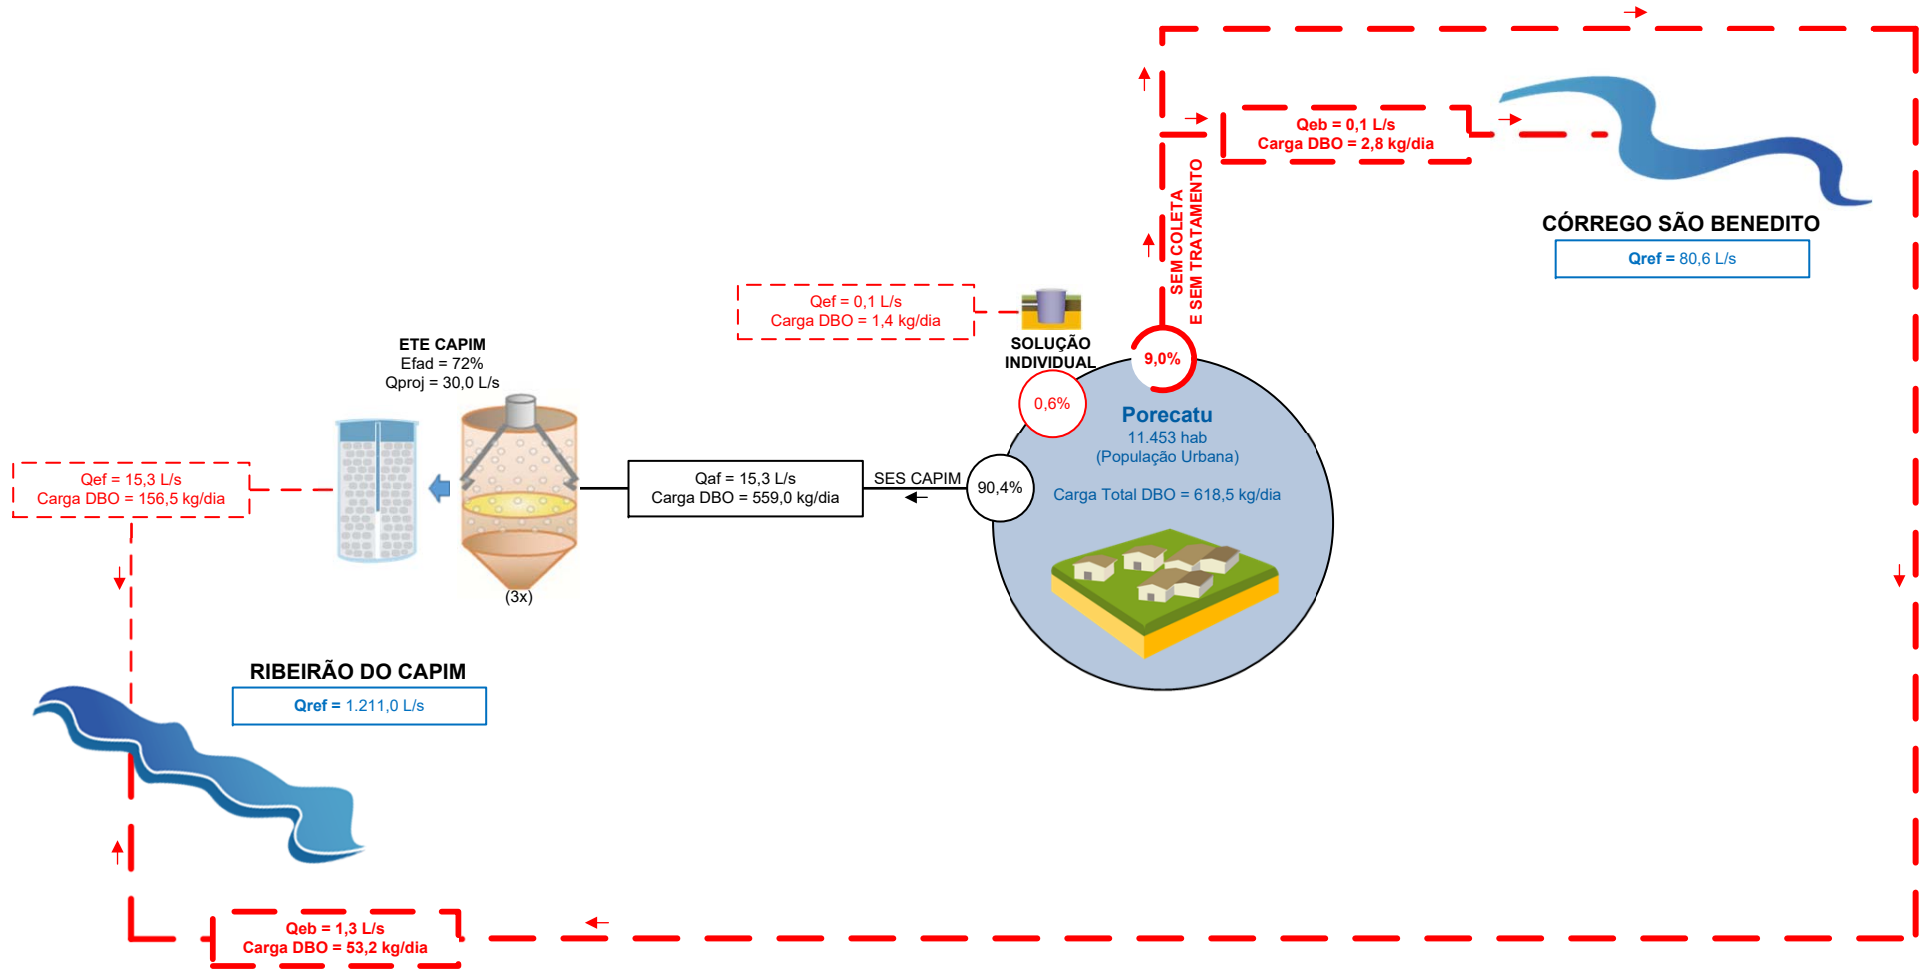 Qeb = 0,1 L/s
Carga DBO = 2,8 kg/dia
SEM COLETA
E SEM TRATAMENTO
CÓRREGO SÃO BENEDITO
Qref = 80,6 L/s
Qef = 0,1 L/s
Carga DBO = 1,4 kg/dia
SOLUÇÃO
INDIVIDUAL
9,0%
0,6%
ETE CAPIM
Efad = 72%
Qproj = 30,0 L/s
Porecatu
11.453 hab
(População Urbana)
Carga Total DBO = 618,5 kg/dia
90,4%
SES CAPIM
Qaf = 15,3 L/s
Carga DBO = 559,0 kg/dia
Qef = 15,3 L/s
Carga DBO = 156,5 kg/dia
(3x)
RIBEIRÃO DO CAPIM
Qref = 1.211,0 L/s
Qeb = 1,3 L/s
Carga DBO = 53,2 kg/dia